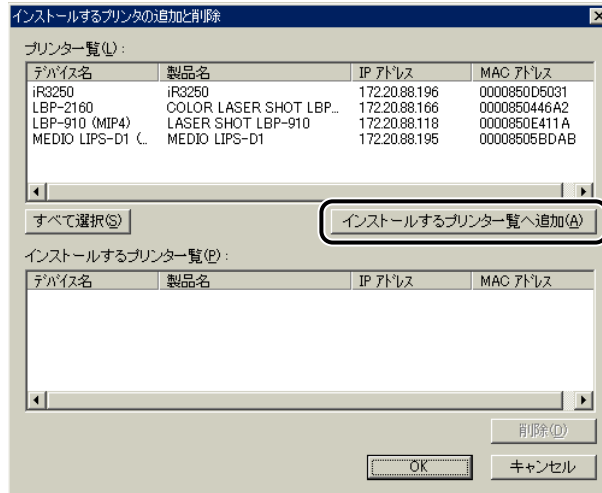 インストールするプリンタの追加と削除
プリンター覧(L):
デバイス名 製品名 IP アドレス MAC アドレス
iR3250 iR3250 172.20.88.196 0000850D5031
LBP-2160 COLOR LASER SHOT LBP... 172.20.88.166 0000850446A2
LBP-910 (MIP4) LASER SHOT LBP-910 172.20.88.118 0000850E411A
MEDIO LIPS-D1 (... MEDIO LIPS-D1 172.20.88.195 00008505BDAB
すべて選択(S) インストールするプリンター覧へ追加(A)
インストールするプリンター覧(P):
デバイス名 製品名 IP アドレス MAC アドレス
削除(D)
OK キャンセル